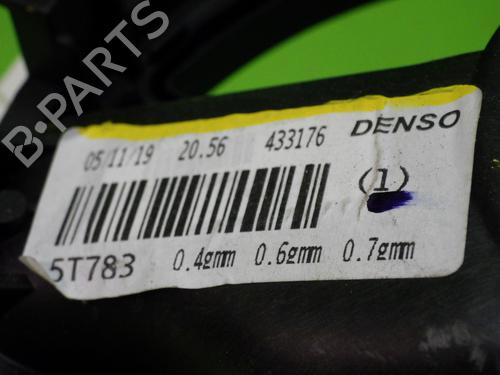 B-PARTS
05/11/19 20.56 433176 DENSO
(1)
5T783 0.4gmm 0.6gmm 0.7gmm